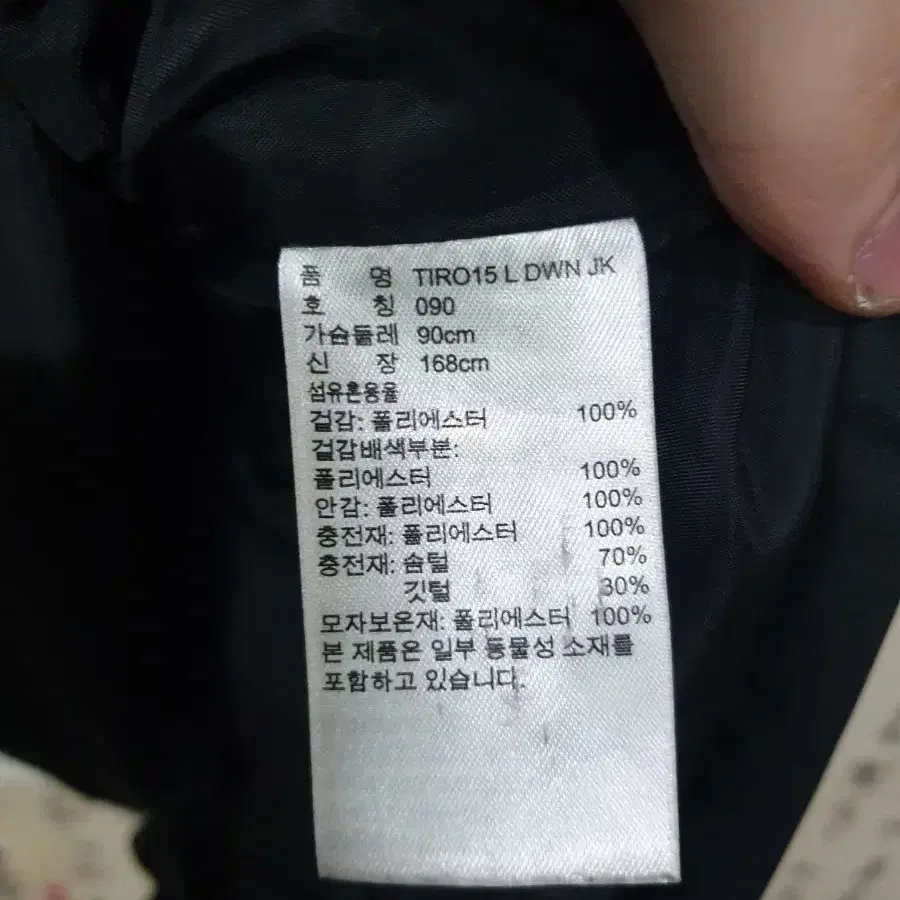 품 명 TIRO15 L DWN JK
호 칭 090
가슴둘레 90cm
신 장 168cm
섬유혼용율
겉감: 폴리에스터 100%
겉감배색부분:
폴리에스터 100%
안감: 폴리에스터 100%
충전재: 폴리에스터 100%
충전재: 솜털 70%
깃털 30%
모자보온재: 폴리에스터 100%
본 제품은 일부 동물성 소재를
포함하고 있습니다.